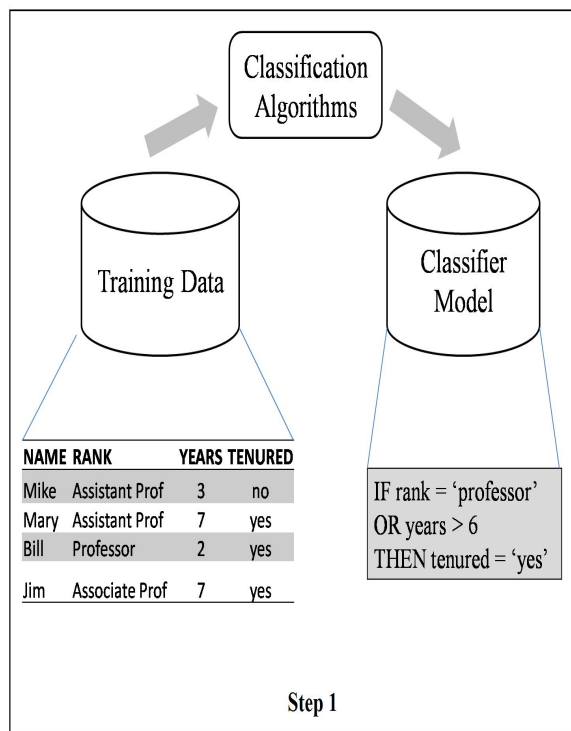 Classification
Algorithms
Training Data
Classifier
Model
NAME RANK YEARS TENURED
Mike Assistant Prof 3 no
Mary Assistant Prof 7 yes
Bill Professor 2 yes
Jim Associate Prof 7 yes
IF rank = ‘professor’
OR years > 6
THEN tenured = ‘yes’
Step 1